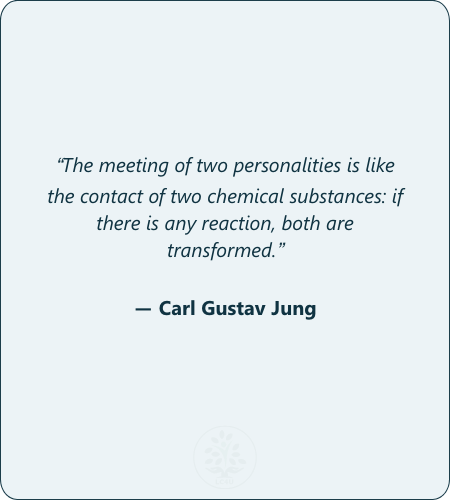 “The meeting of two personalities is like
the contact of two chemical substances: if
there is any reaction, both are
transformed.”
— Carl Gustav Jung